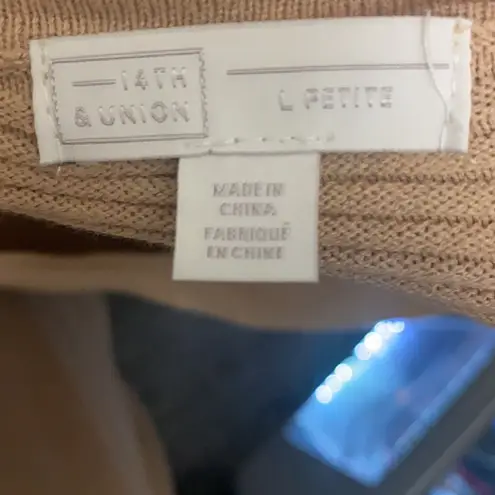 14TH
& UNION
L PETITE
MADE IN
CHINA
FABRIQUÉ
EN CHINE